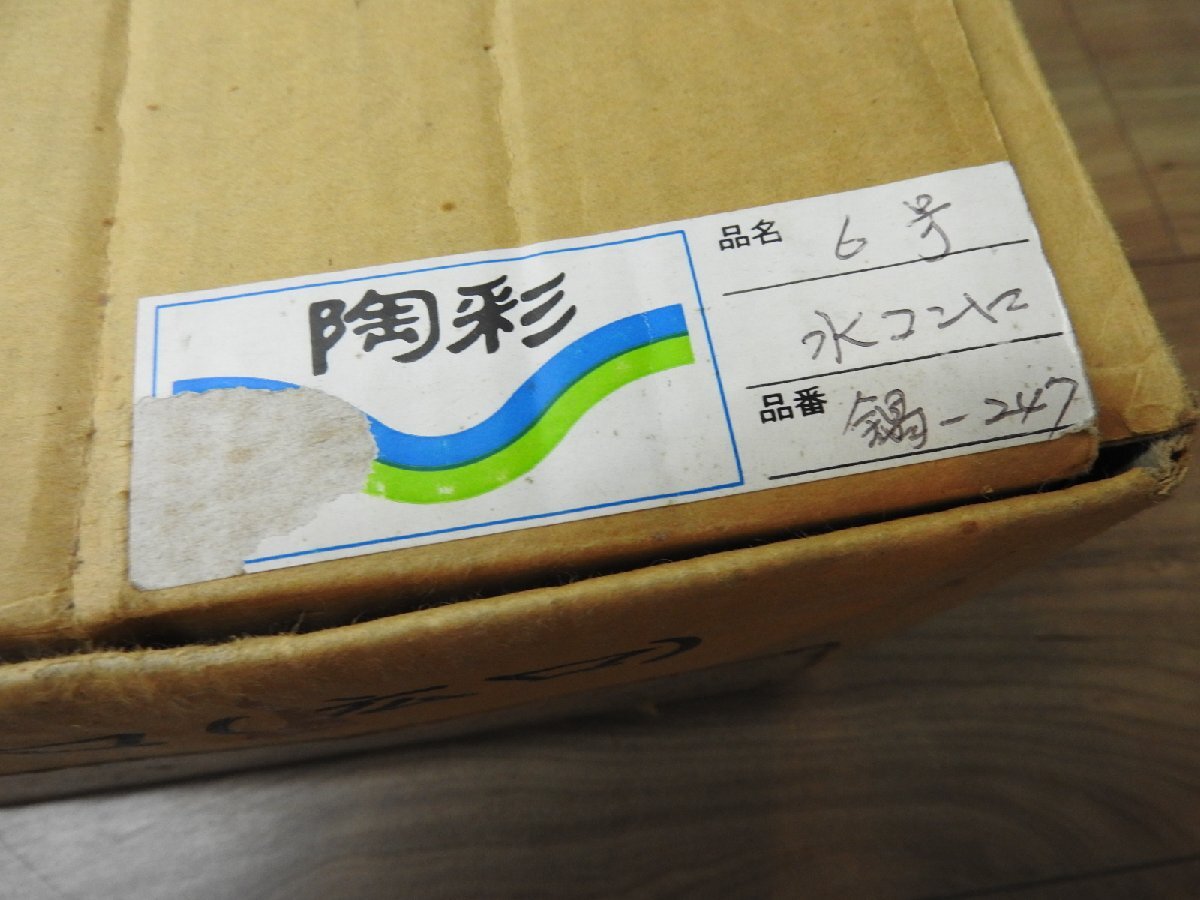 陶彩
品名 6号
水コンロ
品番 鍋-247